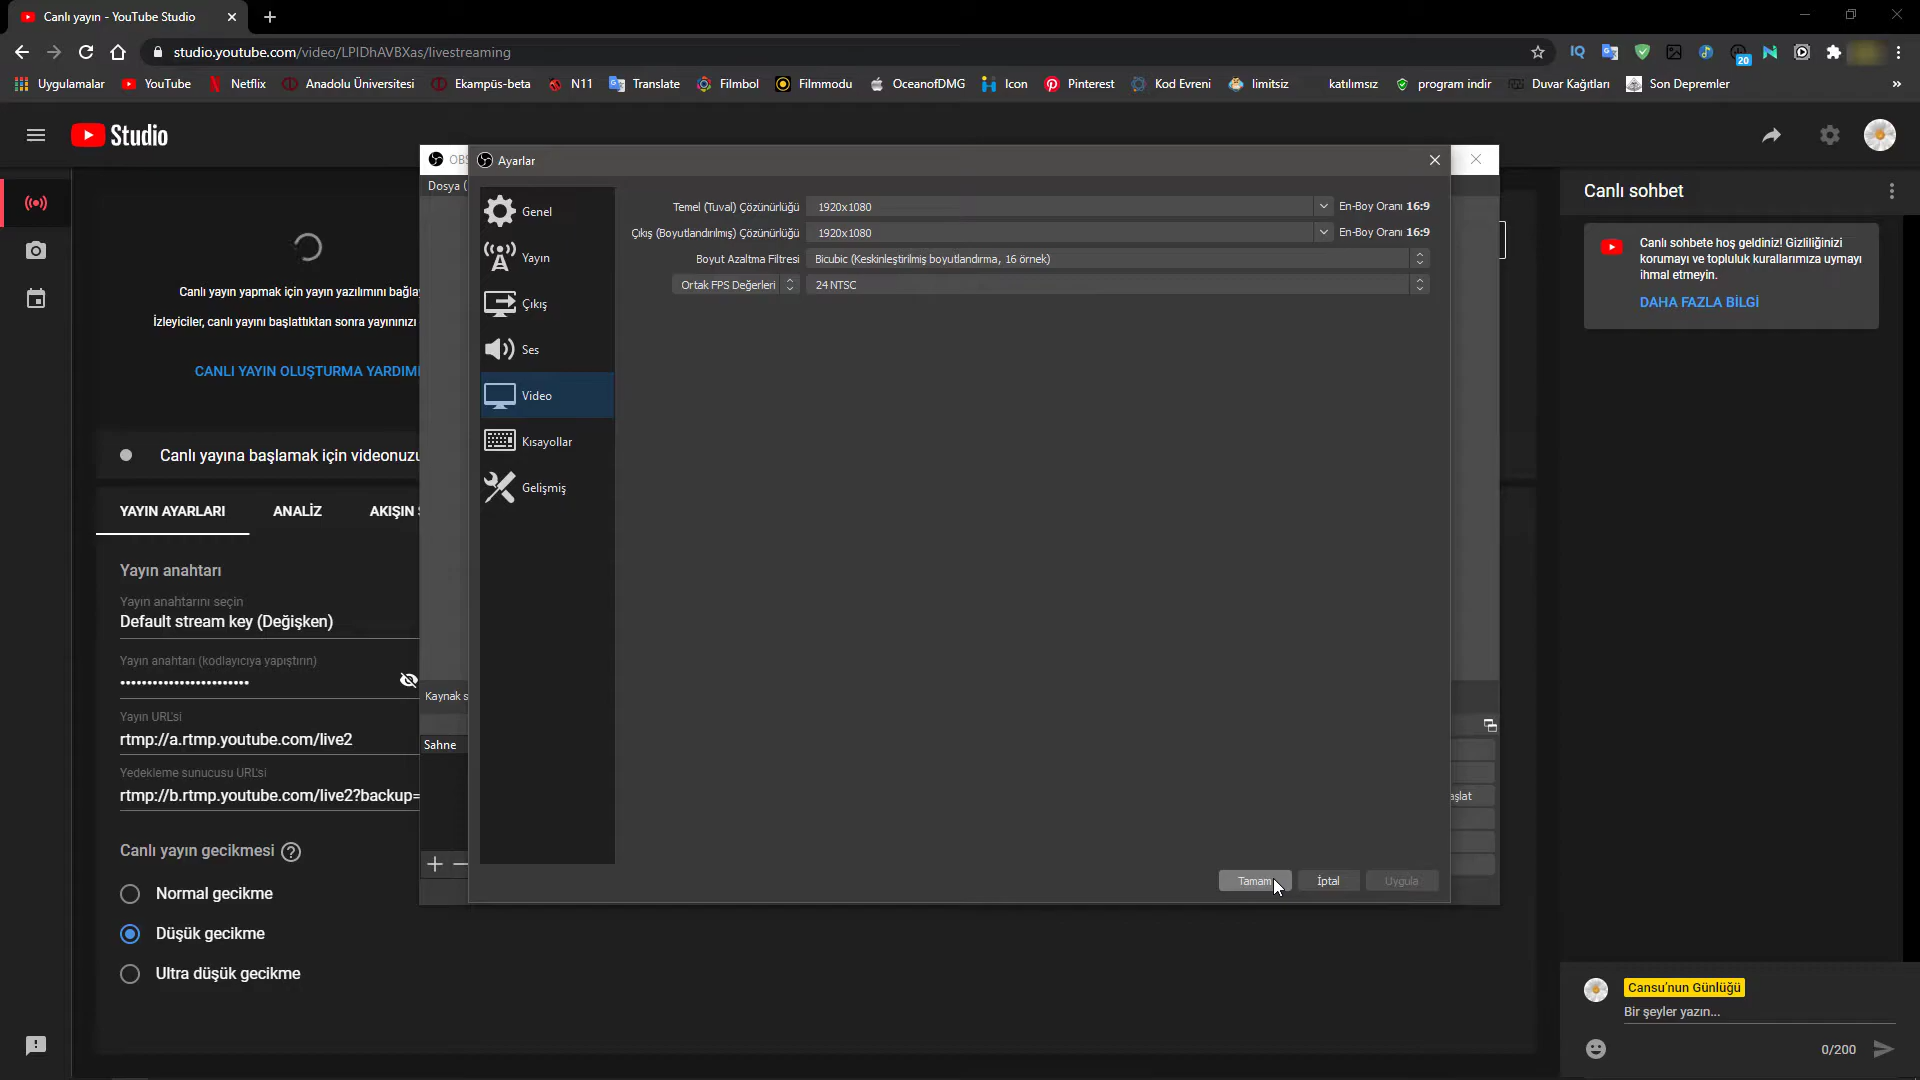 Canlı yayın - YouTube Studio
studio.youtube.com/video/LPIDhAVBXas/livestreaming
20
Uygulamalar
YouTube
Netflix
Anadolu Üniversitesi
Ekampüs-beta
N11
Translate
Filmbol
Filmmodu
OceanofDMG
Icon
Pinterest
Kod Evreni
limitsiz
katılımsız
program indir
Duvar Kağıtları
Son Depremler
»
Studio
Canlı yayın yapmak için yayın yazılımını bağla
İzleyiciler, canlı yayını başlattıktan sonra yayınınızı
CANLI YAYIN OLUŞTURMA YARDIMI
Canlı yayına başlamak için videonuzu
YAYIN AYARLARI
ANALİZ
AKIŞIN
Yayın anahtarı
Yayın anahtarını seçin
Default stream key (Değişken)
Yayın anahtarı (kodlayıcıya yapıştırın)
Yayın URL'si
rtmp://a.rtmp.youtube.com/live2
Yedekleme sunucusu URL'si
rtmp://b.rtmp.youtube.com/live2?backup=
Canlı yayın gecikmesi
Normal gecikme
Düşük gecikme
Ultra düşük gecikme
OBS
Dosya (
Kaynak s
Sahne
aşlat
Ayarlar
Genel
Yayın
Çıkış
Ses
Video
Kısayollar
Gelişmiş
Temel (Tuval) Çözünürlüğü 1920x1080 En-Boy Oranı 16:9
Çıkış (Boyutlandırılmış) Çözünürlüğü 1920x1080 En-Boy Oranı 16:9
Boyut Azaltma Filtresi Bicubic (Keskinleştirilmiş boyutlandırma, 16 örnek)
Ortak FPS Değerleri 24 NTSC
Tamam
İptal
Uygula
Canlı sohbet
Canlı sohbete hoş geldiniz! Gizliliğinizi
korumayı ve topluluk kurallarımıza uymayı
ihmal etmeyin.
DAHA FAZLA BİLGİ
Cansu'nun Günlüğü
Bir şeyler yazın...
0/200